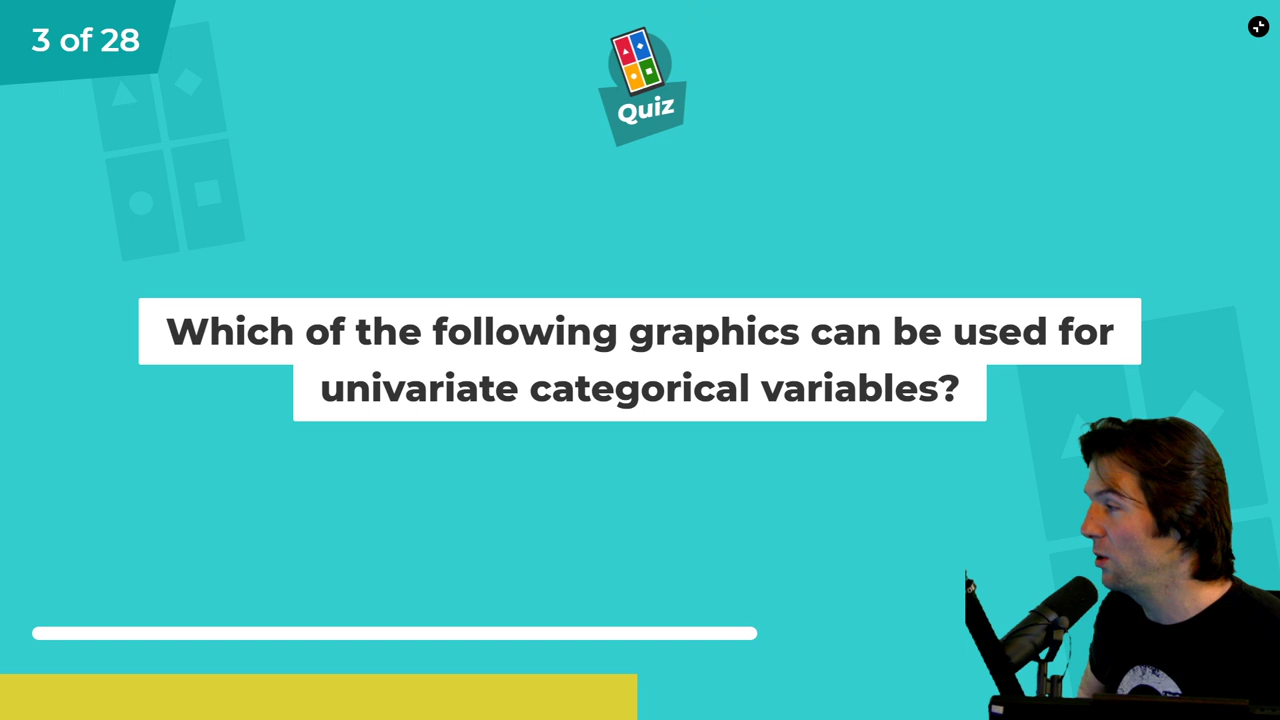 3 of 28
Quiz
Which of the following graphics can be used for
univariate categorical variables?